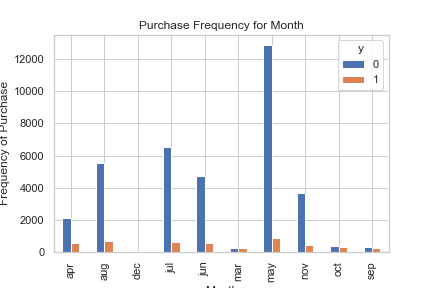 Purchase Frequency for Month
y
0
1
Frequency of Purchase
12000
10000
8000
6000
4000
2000
0
apr aug dec jul jun mar may nov oct sep